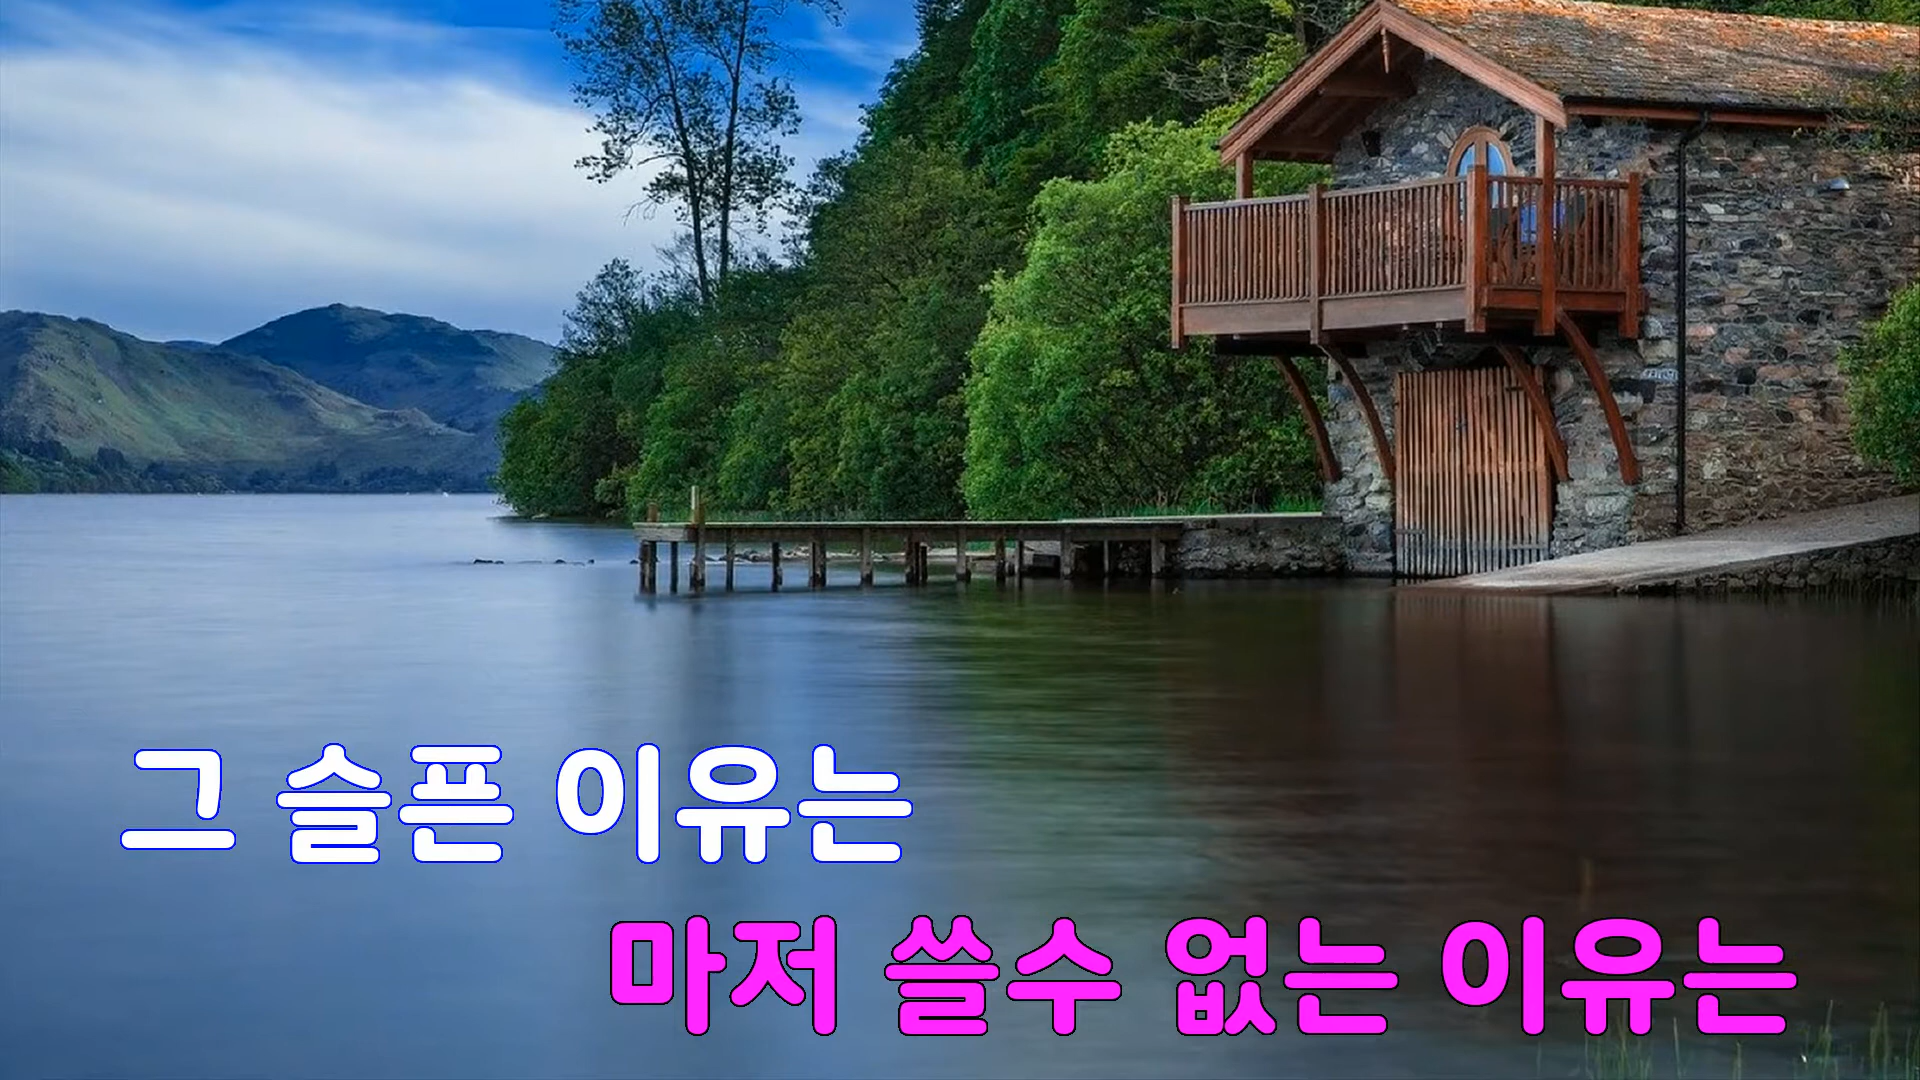 그 슬픈 이유는
마저 쓸수 없는 이유는